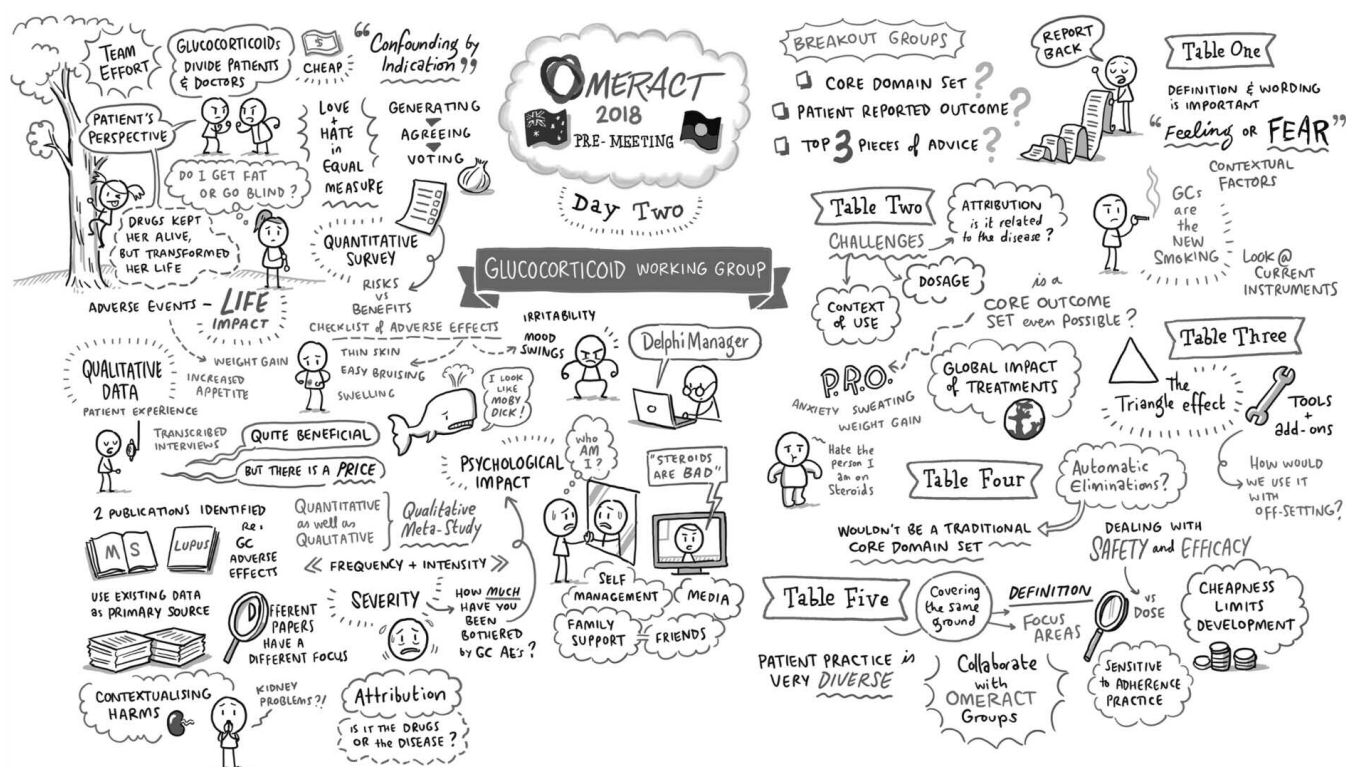 TEAM
EFFORT
GLUCOCORTICOIDs
DIVIDE PATIENTS
& DOCTORS
$
CHEAP
"Confounding by
Indication"
PATIENT'S
PERSPECTIVE
LOVE
+
HATE
in
EQUAL
MEASURE
GENERATING
AGREEING
VOTING
DO I GET FAT
OR GO BLIND?
DRUGS KEPT
HER ALIVE,
BUT TRANSFORMED
HER LIFE
QUANTITATIVE
SURVEY
RISKS
VS
BENEFITS
ADVERSE EVENTS -
LIFE
IMPACT
CHECKLIST of ADVERSE EFFECTS
WEIGHT GAIN
INCREASED
APPETITE
THIN SKIN
EASY BRUISING
SWELLING
IRRITABILITY
MOOD
SWINGS
QUALITATIVE
DATA
PATIENT EXPERIENCE
TRANSCRIBED
INTERVIEWS
I LOOK
LIKE
MOBY
DICK!
QUITE BENEFICIAL
BUT THERE IS A PRICE
PSYCHOLOGICAL
IMPACT
2 PUBLICATIONS IDENTIFIED
Re:
GC
ADVERSE
EFFECTS
MS
LUPUS
QUANTITATIVE
as well as
QUALITATIVE
Qualitative
Meta-Study
<< FREQUENCY + INTENSITY >>
USE EXISTING DATA
as PRIMARY SOURCE
DIFFERENT
PAPERS
HAVE A
DIFFERENT FOCUS
SEVERITY
HOW MUCH
HAVE YOU
BEEN
BOTHERED
by GC AE's?
CONTEXTUALISING
HARMS
KIDNEY
PROBLEMS?!
Attribution
IS IT THE DRUGS
OR the DISEASE?
OMERACT
2018
PRE-MEETING
Day Two
GLUCOCORTICOID WORKING GROUP
DelphiManager
Who
AM
I?
"STEROIDS
ARE BAD"
SELF
MANAGEMENT
MEDIA
FAMILY
SUPPORT
FRIENDS
BREAKOUT GROUPS
CORE DOMAIN SET?
PATIENT REPORTED OUTCOME?
TOP 3 PIECES of ADVICE?
REPORT
BACK
Table One
DEFINITION & WORDING
is IMPORTANT
"Feeling OR FEAR"
CONTEXTUAL
FACTORS
GCs
are
the
NEW
SMOKING
LOOK @
CURRENT
INSTRUMENTS
Table Two
CHALLENGES
ATTRIBUTION
is it related
to the disease?
DOSAGE
CONTEXT
of USE
is a
CORE OUTCOME
SET even POSSIBLE?
P.R.O.
ANXIETY SWEATING
WEIGHT GAIN
Hate the
person I
am on
Steroids
GLOBAL IMPACT
of TREATMENTS
Table Three
the
Triangle effect
TOOLS
+
add-ons
HOW WOULD
WE USE IT
WITH
OFF-SETTING?
Table Four
Automatic
Eliminations?
WOULDN'T BE A TRADITIONAL
CORE DOMAIN SET
DEALING WITH
SAFETY and EFFICACY
VS
DOSE
CHEAPNESS
LIMITS
DEVELOPMENT
Table Five
Covering
the same
ground
DEFINITION
FOCUS
AREAS
PATIENT PRACTICE is
VERY DIVERSE
Collaborate
with
OMERACT
Groups
SENSITIVE
to ADHERENCE
PRACTICE